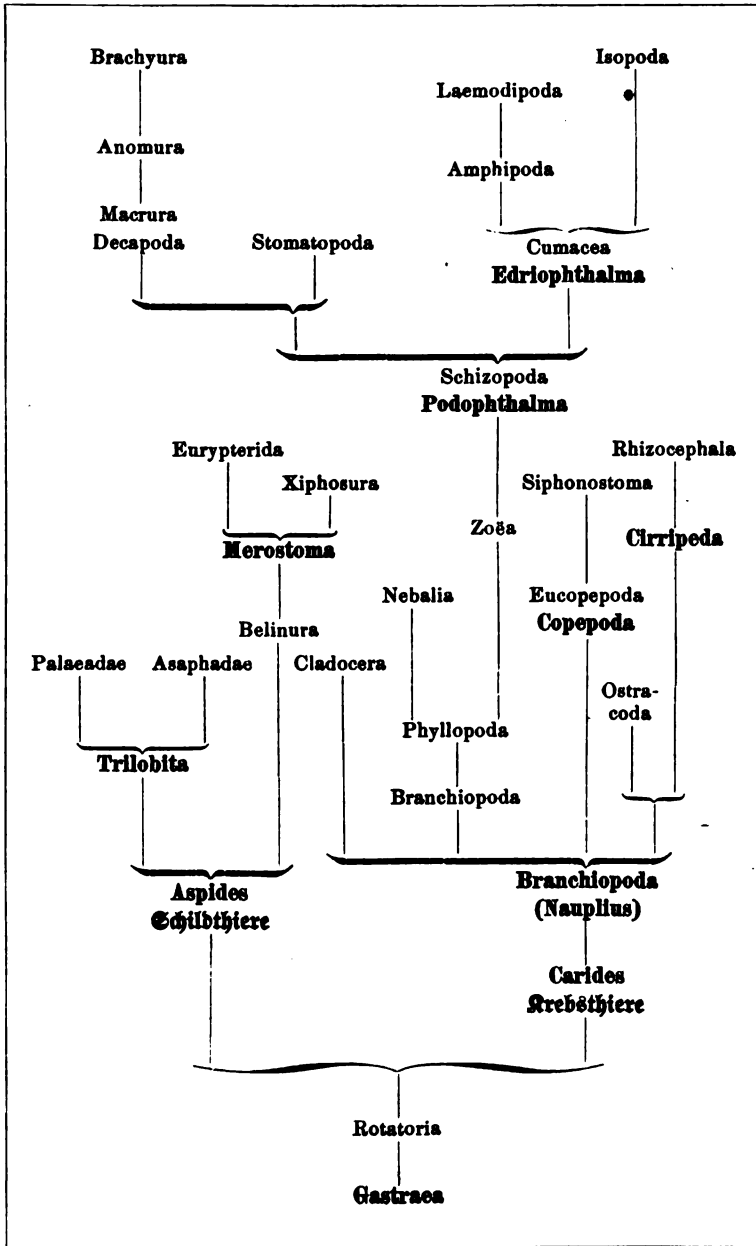 Brachyura
Isopoda
Laemodipoda
Anomura
Amphipoda
Macrura
Decapoda
Stomatopoda
Cumacea
Edriophthalma
Schizopoda
Podophthalma
Eurypterida
Rhizocephala
Xiphosura
Siphonostoma
Zoëa
Cirripeda
Merostoma
Nebalia
Eucopepoda
Copepoda
Belinura
Palaeadae
Asaphadae
Cladocera
Ostra-
coda
Phyllopoda
Trilobita
Branchiopoda
Branchiopoda
(Nauplius)
Aspides
Schildthiere
Carides
Krebsthiere
Rotatoria
Gastraea